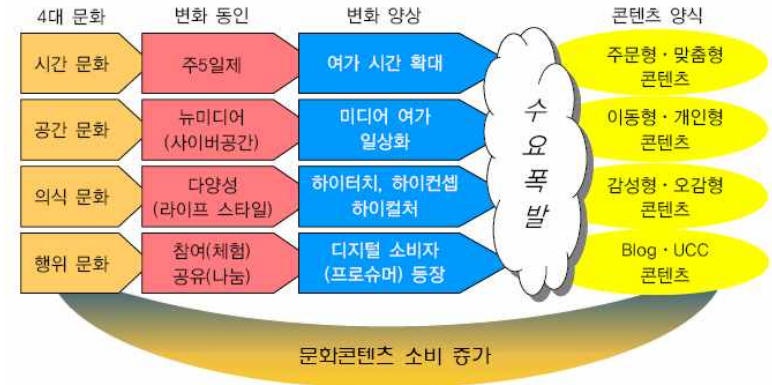 4대 문화 변화 동인 변화 양상 콘텐츠 양식
시간 문화
주5일제
여가 시간 확대
주문형·맞춤형
콘텐츠
공간 문화
뉴미디어
(사이버공간)
미디어 여가
일상화
이동형·개인형
콘텐츠
의식 문화
다양성
(라이프 스타일)
하이터치, 하이컨셉
하이컬처
감성형·오감형
콘텐츠
행위 문화
참여(체험)
공유(나눔)
디지털 소비자
(프로슈머) 등장
Blog·UCC
콘텐츠
수
요
폭
발
문화콘텐츠 소비 증가